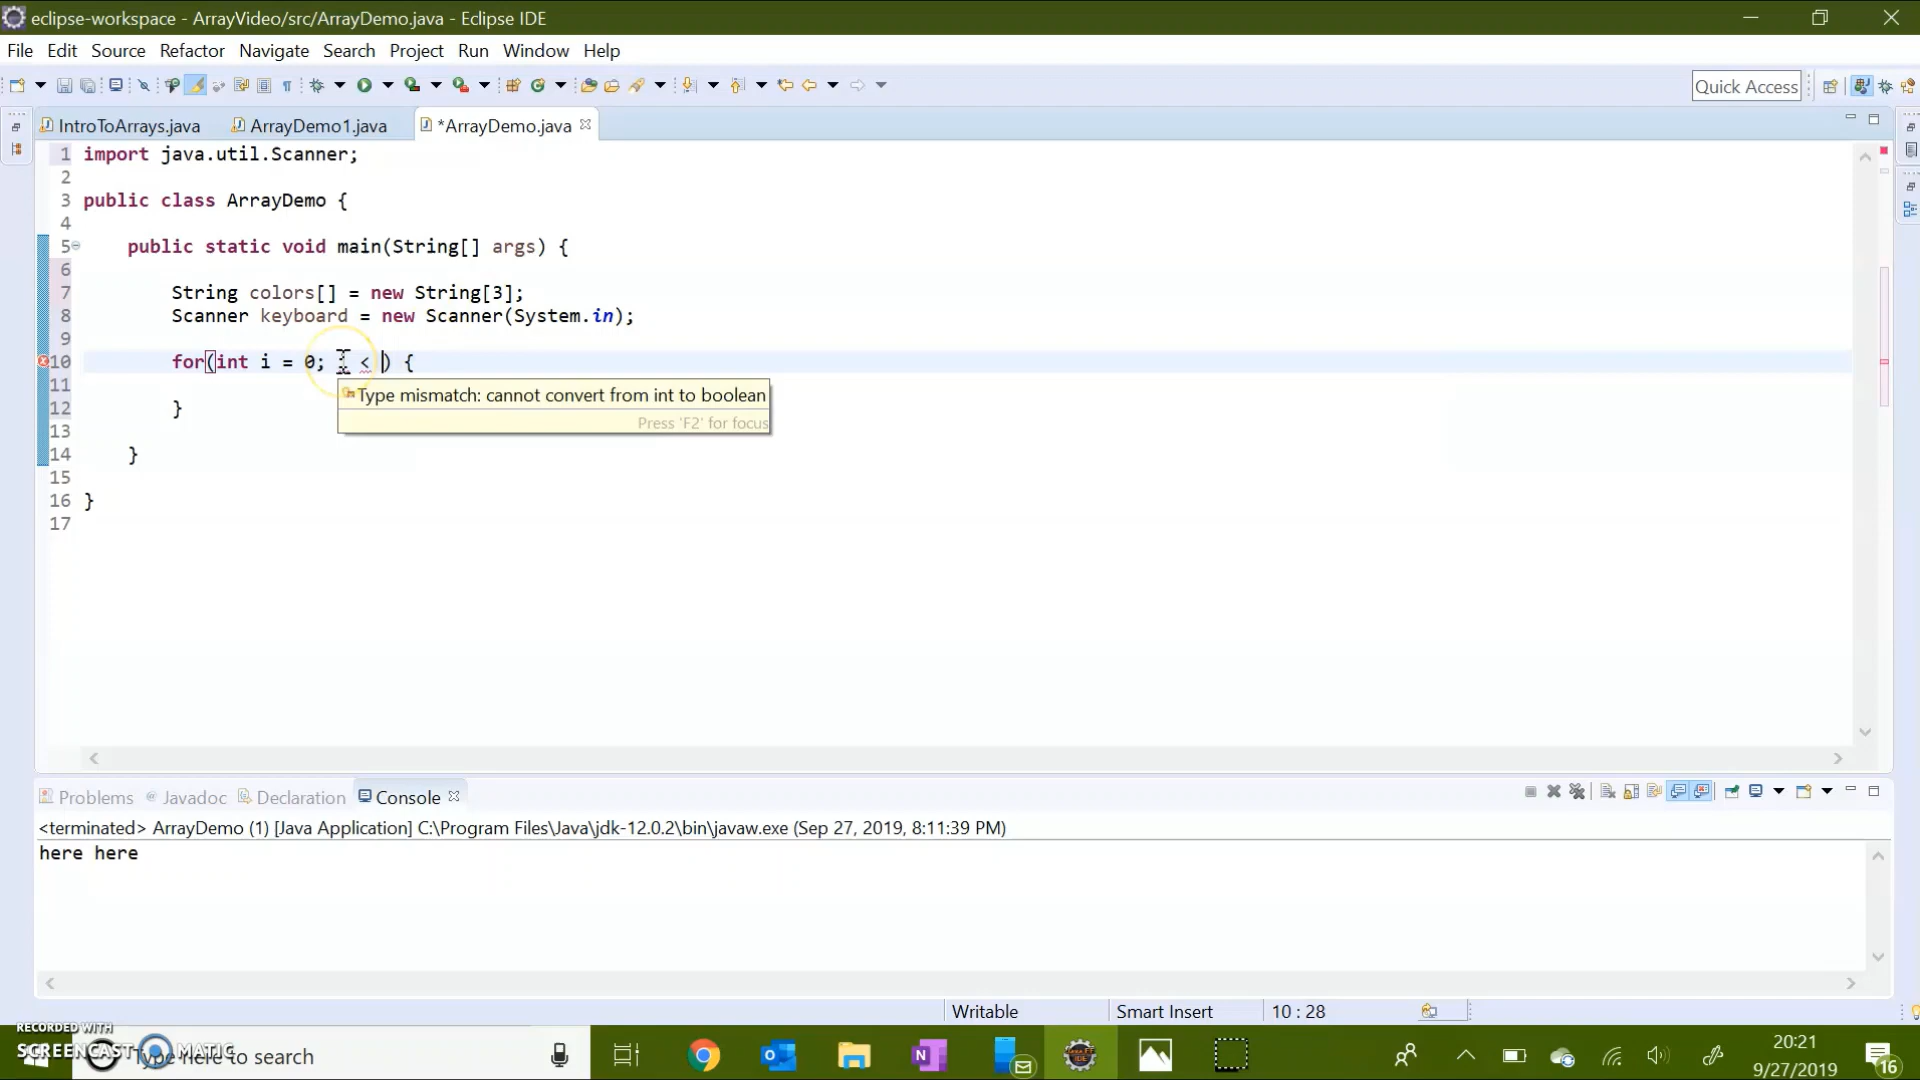 eclipse-workspace - ArrayVideo/src/ArrayDemo.java - Eclipse IDE
File Edit Source Refactor Navigate Search Project Run Window Help
Quick Access
IntroToArrays.java ArrayDemo1.java *ArrayDemo.java
1 import java.util.Scanner;
2
3 public class ArrayDemo {
4
5 public static void main(String[] args) {
6
7 String colors[] = new String[3];
8 Scanner keyboard = new Scanner(System.in);
9
10 for(int i = 0; i < ) {
11
Type mismatch: cannot convert from int to boolean
Press 'F2' for focus
12 }
13
14 }
15
16 }
17
Problems Javadoc Declaration Console
<terminated> ArrayDemo (1) [Java Application] C:\Program Files\Java\jdk-12.0.2\bin\javaw.exe (Sep 27, 2019, 8:11:39 PM)
here here
Writable Smart Insert 10 : 28
RECORDED WITH
SCREENCAST MATIC
Type here to search
20:21
9/27/2019
16